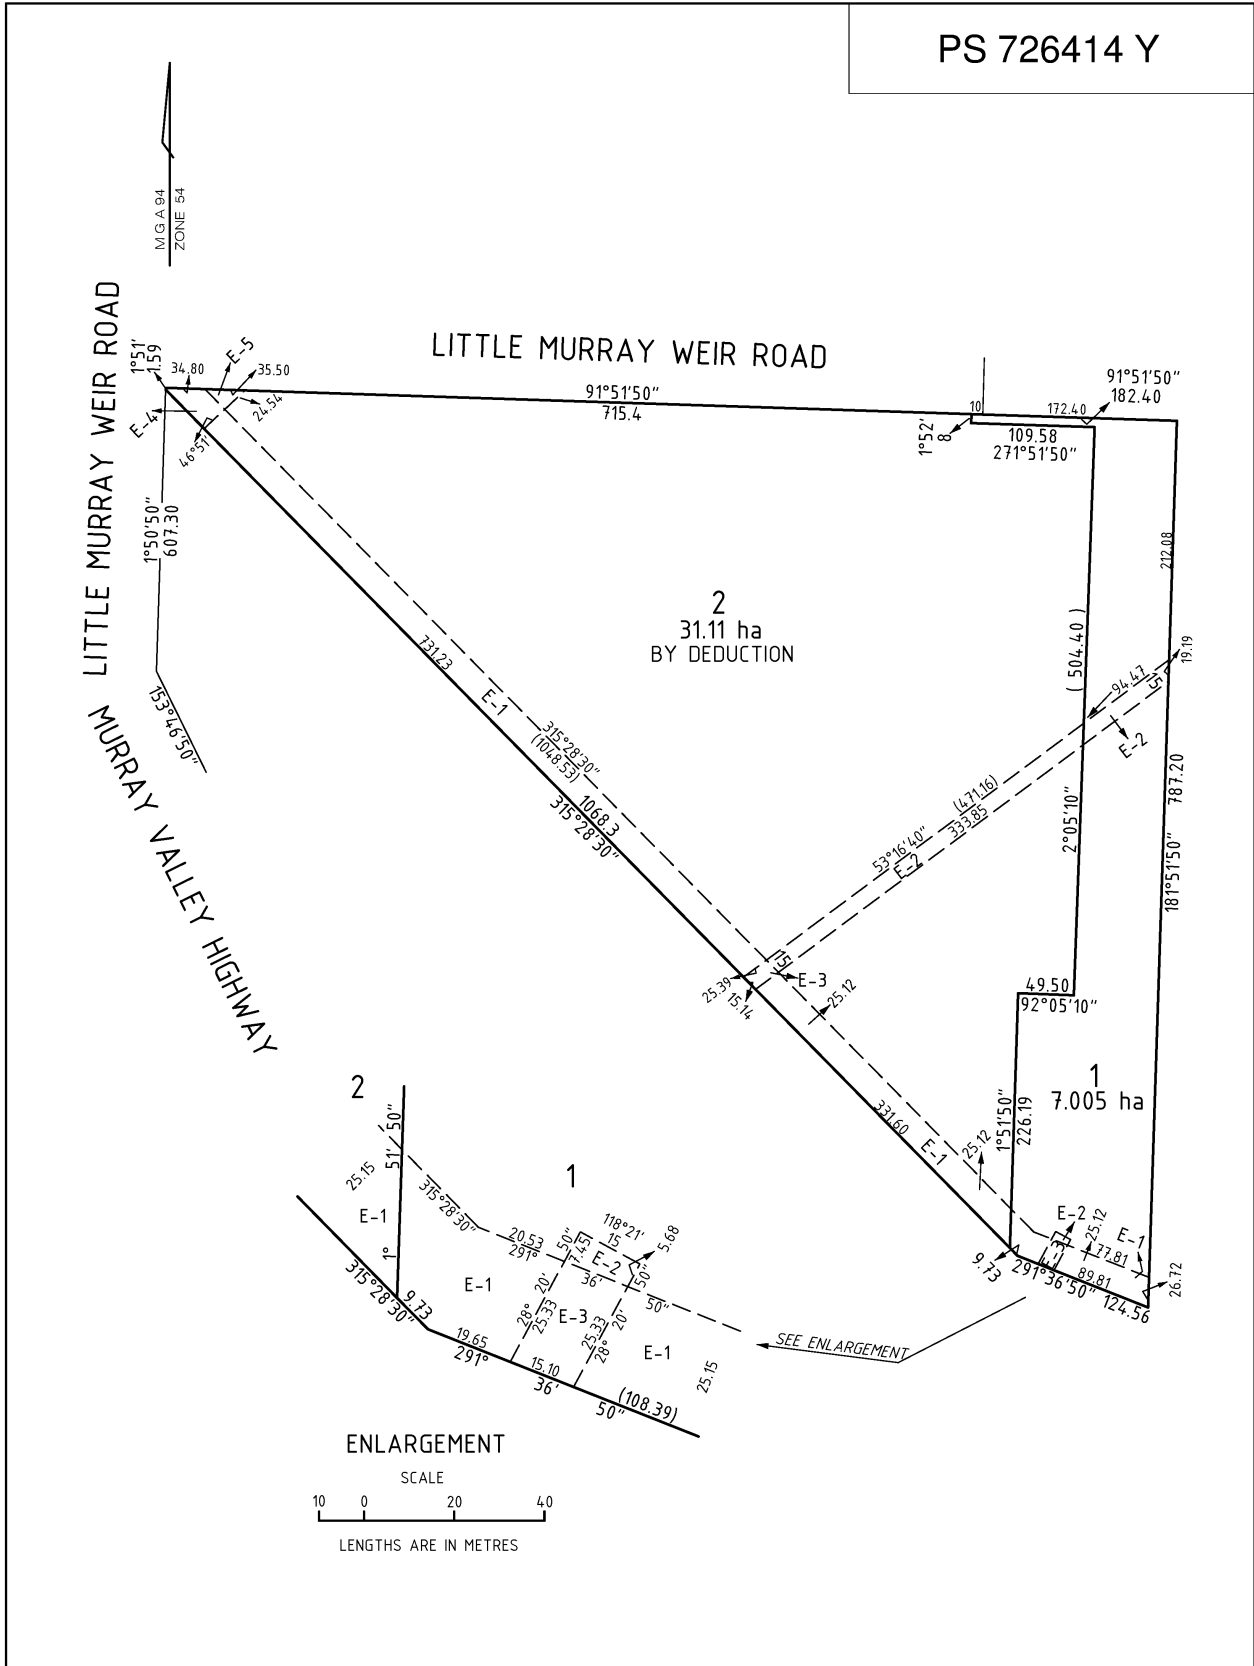 PS 726414 Y
M G A 94
ZONE 54
LITTLE MURRAY WEIR ROAD
LITTLE MURRAY WEIR ROAD
MURRAY VALLEY HIGHWAY
1°51'
1.59
34.80
E-5
35.50
24.54
E-4
46°51'
91°51'50"
715.4
10
172.40
91°51'50"
182.40
1°52'
8
109.58
271°51'50"
1°50'50"
607.30
153°46'50"
2
31.11 ha
BY DEDUCTION
212.08
( 504.40 )
19.19
15
94.47
E-2
731.23
E-1
315°28'30"
(1048.53)
1068.3
315°28'30"
787.20
181°51'50"
2°05'10"
(471.16)
53°16'40"
333.85
E-2
15
E-3
25.39
15.14
25.12
49.50
92°05'10"
1
7.005 ha
1°51'50"
226.19
331.60
E-1
25.12
E-2
25.12
E-1
E-3
77.81
89.81
9.73
291°36'50"
124.56
26.72
2
1° 51' 50"
25.15
E-1
315°28'30"
1
118°21'
15
5.68
20.53
291° 36' 50"
7.45
E-2
E-1
28° 20' 50"
25.33
E-3
25.33
28° 20' 50"
E-1
25.15
315°28'30"
9.73
19.65
15.10
291° 36' 50"
(108.39)
SEE ENLARGEMENT
ENLARGEMENT
SCALE
10 0 20 40
LENGTHS ARE IN METRES